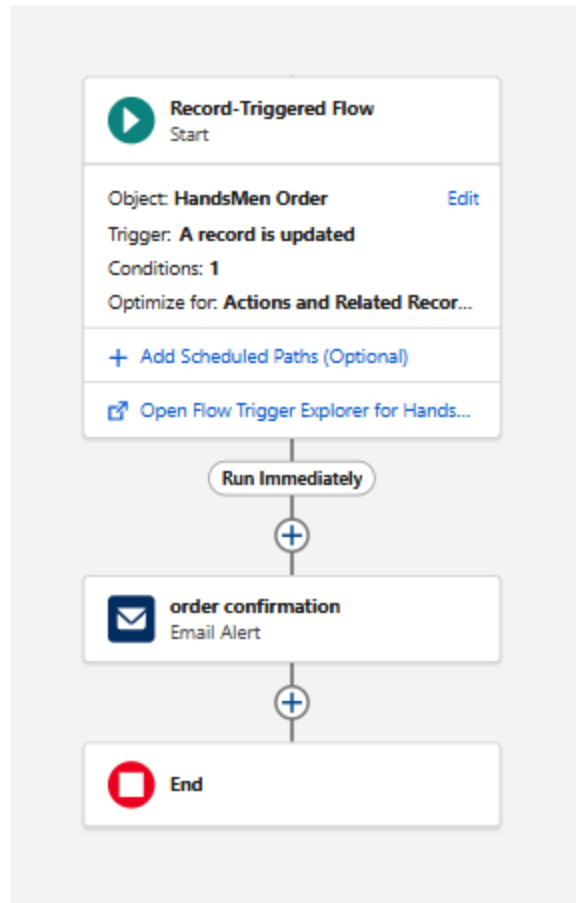 Record-Triggered Flow
Start
Object: HandsMen Order Edit
Trigger: A record is updated
Conditions: 1
Optimize for: Actions and Related Recor...
+ Add Scheduled Paths (Optional)
Open Flow Trigger Explorer for Hands...
Run Immediately
order confirmation
Email Alert
End